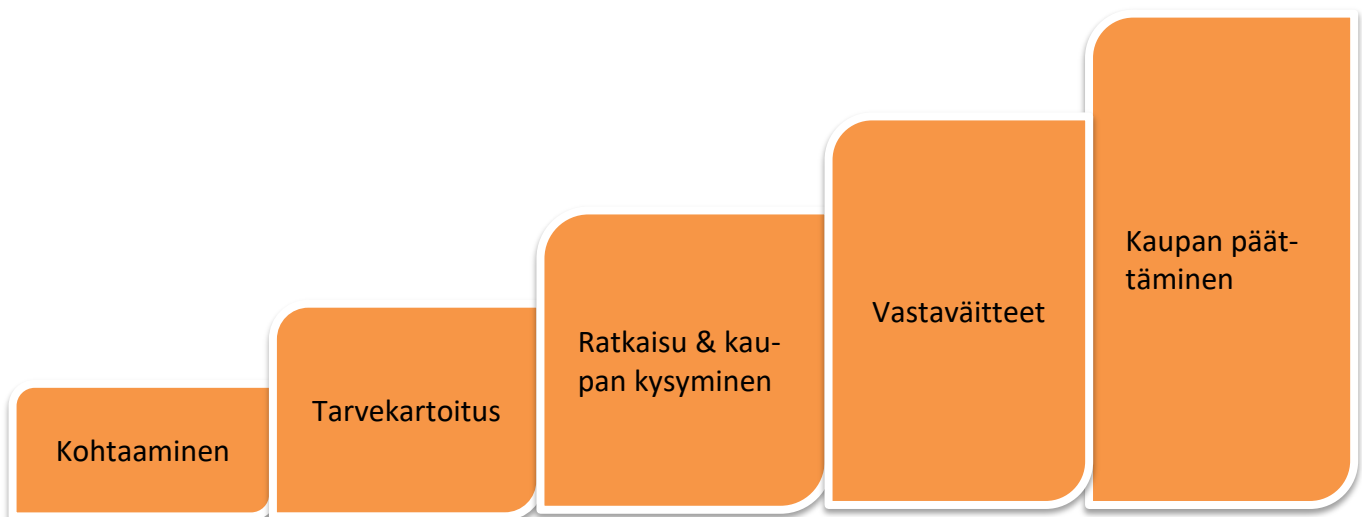 Kohtaaminen
Tarvekartoitus
Ratkaisu & kau-
pan kysyminen
Vastaväitteet
Kaupan päät-
täminen